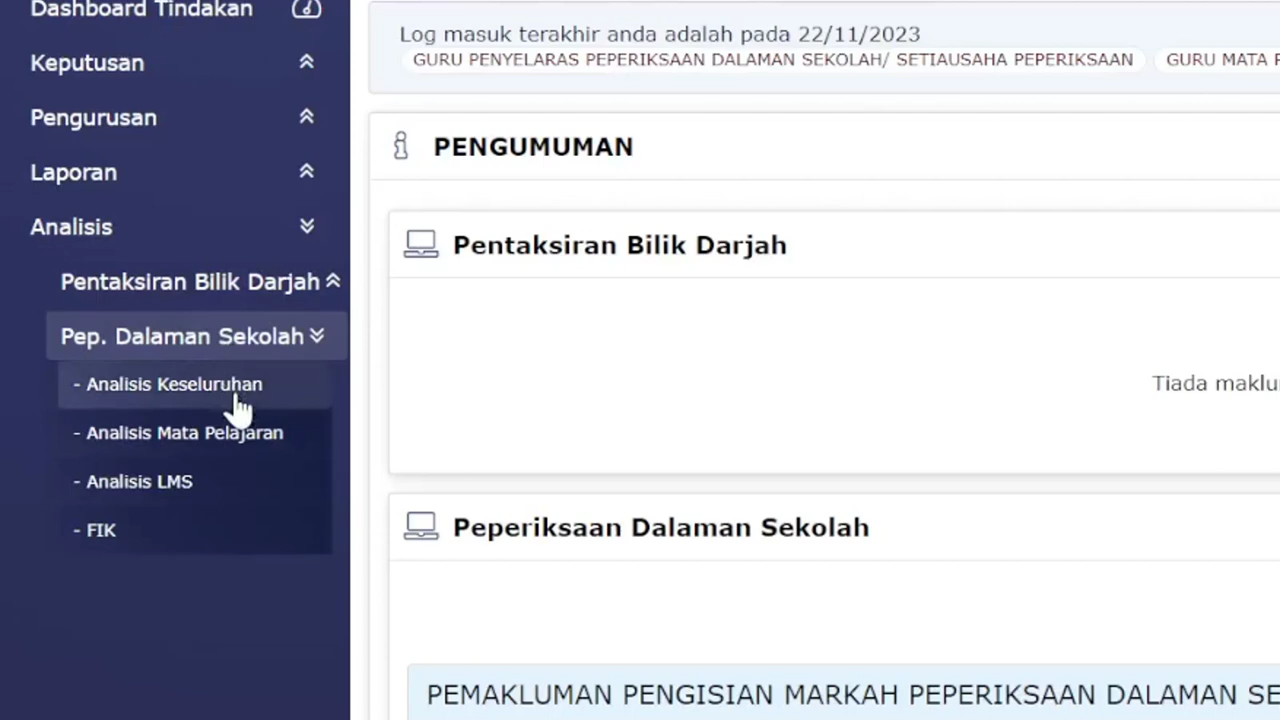 Dashboard Tindakan
Keputusan
Pengurusan
Laporan
Analisis
Pentaksiran Bilik Darjah
Pep. Dalaman Sekolah
- Analisis Keseluruhan
- Analisis Mata Pelajaran
- Analisis LMS
- FIK
Log masuk terakhir anda adalah pada 22/11/2023
GURU PENYELARAS PEPERIKSAAN DALAMAN SEKOLAH/ SETIAUSAHA PEPERIKSAAN
GURU MATA
PENGUMUMAN
Pentaksiran Bilik Darjah
Tiada
Peperiksaan Dalaman Sekolah
PEMAKLUMAN PENGISIAN MARKAH PEPERIKSAAN DALAMAN